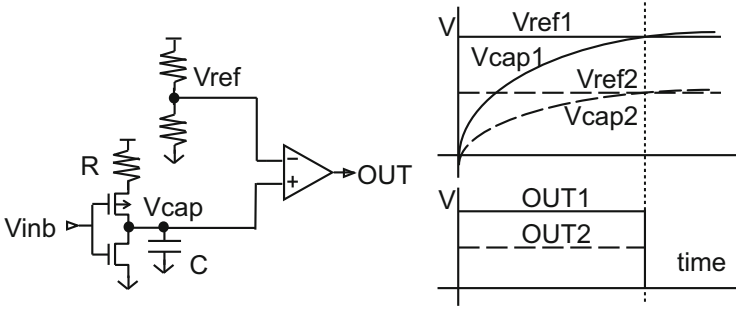 Vref
R
Vcap
Vinb
C
−
+
OUT
V
Vref1
Vcap1
Vref2
Vcap2
V
OUT1
OUT2
time